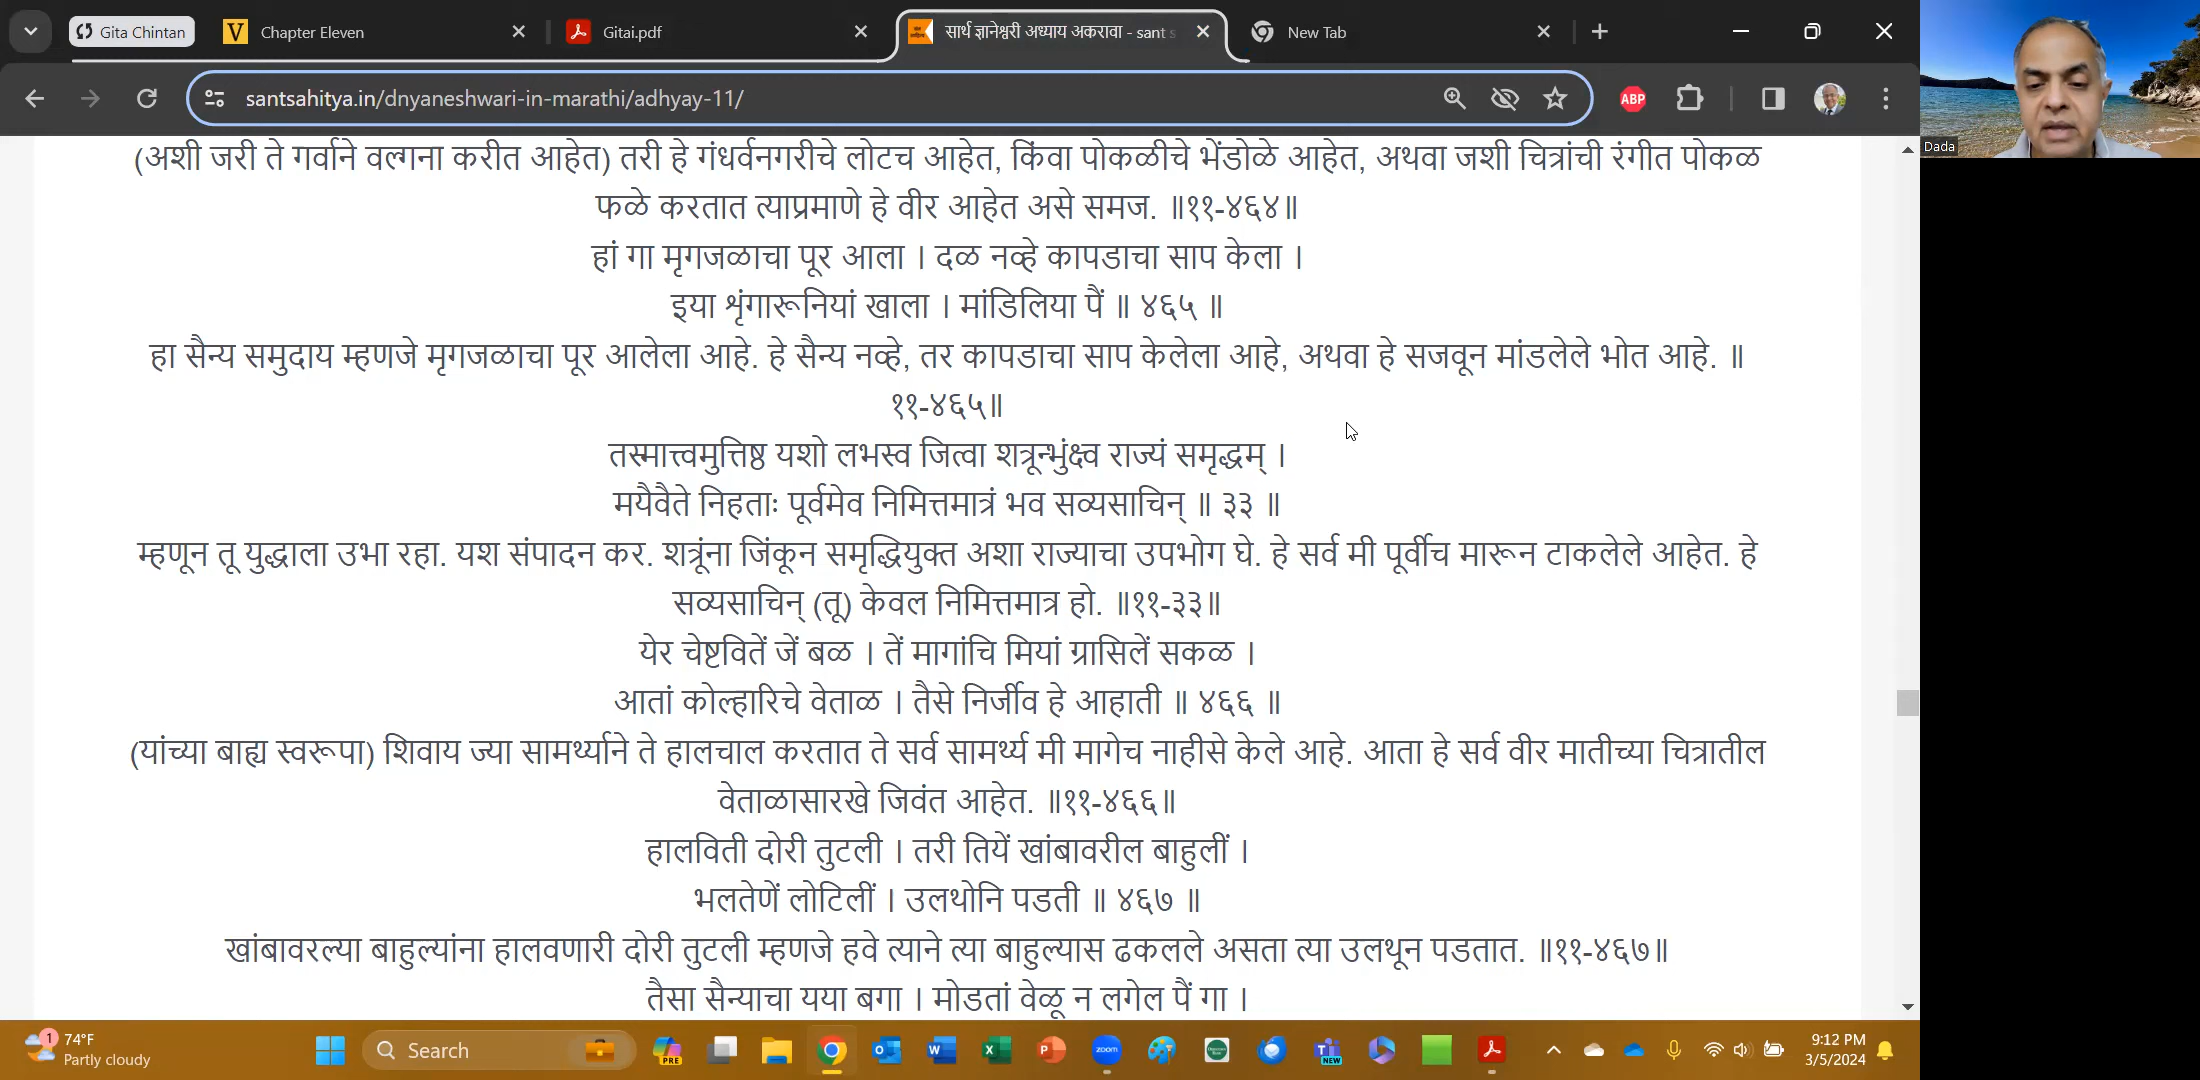 Gita Chintan
Chapter Eleven
Gitai.pdf
सार्थ ज्ञानेश्वरी अध्याय अकरावा - sant s
New Tab
santsahitya.in/dnyaneshwari-in-marathi/adhyay-11/
ABP
Dada
(अशी जरी ते गर्वाने वल्गना करीत आहेत) तरी हे गंधर्वनगरीचे लोटच आहेत, किंवा पोकळीचे भेंडोळे आहेत, अथवा जशी चित्रांची रंगीत पोकळ
फळे करतात त्याप्रमाणे हे वीर आहेत असे समज. ॥११-४६४॥
हां गा मृगजळाचा पूर आला । दळ नव्हे कापडाचा साप केला ।
इया शृंगारूनियां खाला । मांडिलिया पैं ॥ ४६५ ॥
हा सैन्य समुदाय म्हणजे मृगजळाचा पूर आलेला आहे. हे सैन्य नव्हे, तर कापडाचा साप केलेला आहे, अथवा हे सजवून मांडलेले भोत आहे. ॥
११-४६५॥
तस्मात्त्वमुत्तिष्ठ यशो लभस्व जित्वा शत्रून्भुंक्ष्व राज्यं समृद्धम् ।
मयैवैते निहताः पूर्वमेव निमित्तमात्रं भव सव्यसाचिन् ॥ ३३ ॥
म्हणून तू युद्धाला उभा रहा. यश संपादन कर. शत्रूंना जिंकून समृद्धियुक्त अशा राज्याचा उपभोग घे. हे सर्व मी पूर्वीच मारून टाकलेले आहेत. हे
सव्यसाचिन् (तू) केवल निमित्तमात्र हो. ॥११-३३॥
येर चेष्टवितें जें बळ । तें मागांचि मियां ग्रासिलें सकळ ।
आतां कोल्हारिचे वेताळ । तैसे निर्जीव हे आहाती ॥ ४६६ ॥
(यांच्या बाह्य स्वरूपा) शिवाय ज्या सामर्थ्याने ते हालचाल करतात ते सर्व सामर्थ्य मी मागेच नाहीसे केले आहे. आता हे सर्व वीर मातीच्या चित्रातील
वेताळासारखे जिवंत आहेत. ॥११-४६६॥
हालविती दोरी तुटली । तरी तियें खांबावरील बाहुलीं ।
भलतेणें लोटिलीं । उलथोनि पडती ॥ ४६७ ॥
खांबावरल्या बाहुल्यांना हालवणारी दोरी तुटली म्हणजे हवे त्याने त्या बाहुल्यास ढकलले असता त्या उलथून पडतात. ॥११-४६७॥
तैसा सैन्याचा यया बगा । मोडतां वेळू न लगेल पैं गा ।
1
74°F
Partly cloudy
Search
PRE
zoom
NEW
9:12 PM
3/5/2024